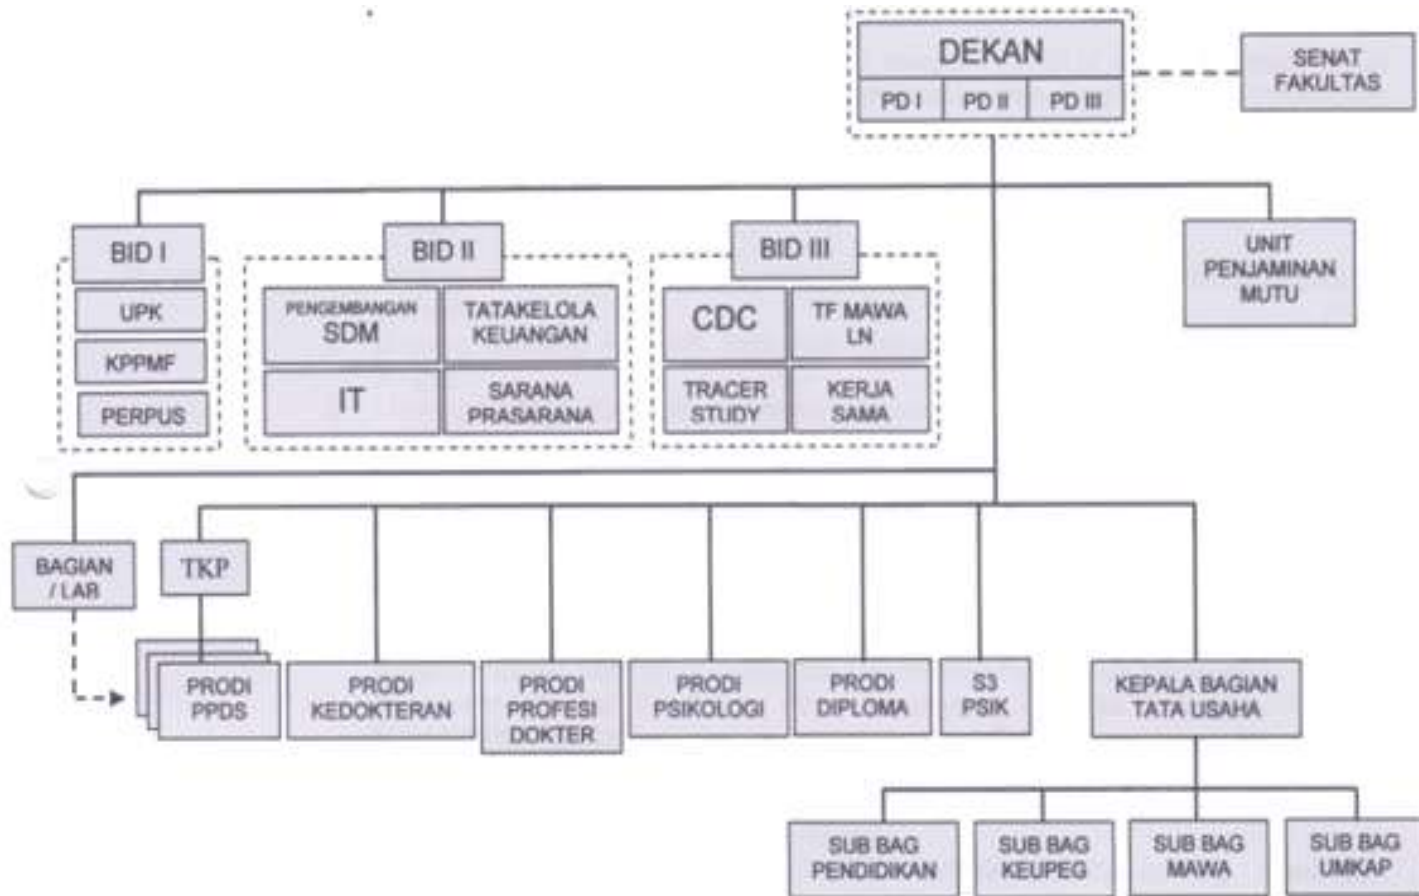 DEKAN
PD I
PD II
PD III
SENAT
FAKULTAS
BID I
UPK
KPPMF
PERPUS
BID II
PENGEMBANGAN
SDM
TATAKELOLA
KEUANGAN
IT
SARANA
PRASARANA
BID III
CDC
TF MAWA
LN
TRACER
STUDY
KERJA
SAMA
UNIT
PENJAMINAN
MUTU
BAGIAN
/ LAB
TKP
PRODI
PPDS
PRODI
KEDOKTERAN
PRODI
PROFESI
DOKTER
PRODI
PSIKOLOGI
PRODI
DIPLOMA
S3
PSIK
KEPALA BAGIAN
TATA USAHA
SUB BAG
PENDIDIKAN
SUB BAG
KEUPEG
SUB BAG
MAWA
SUB BAG
UMKAP